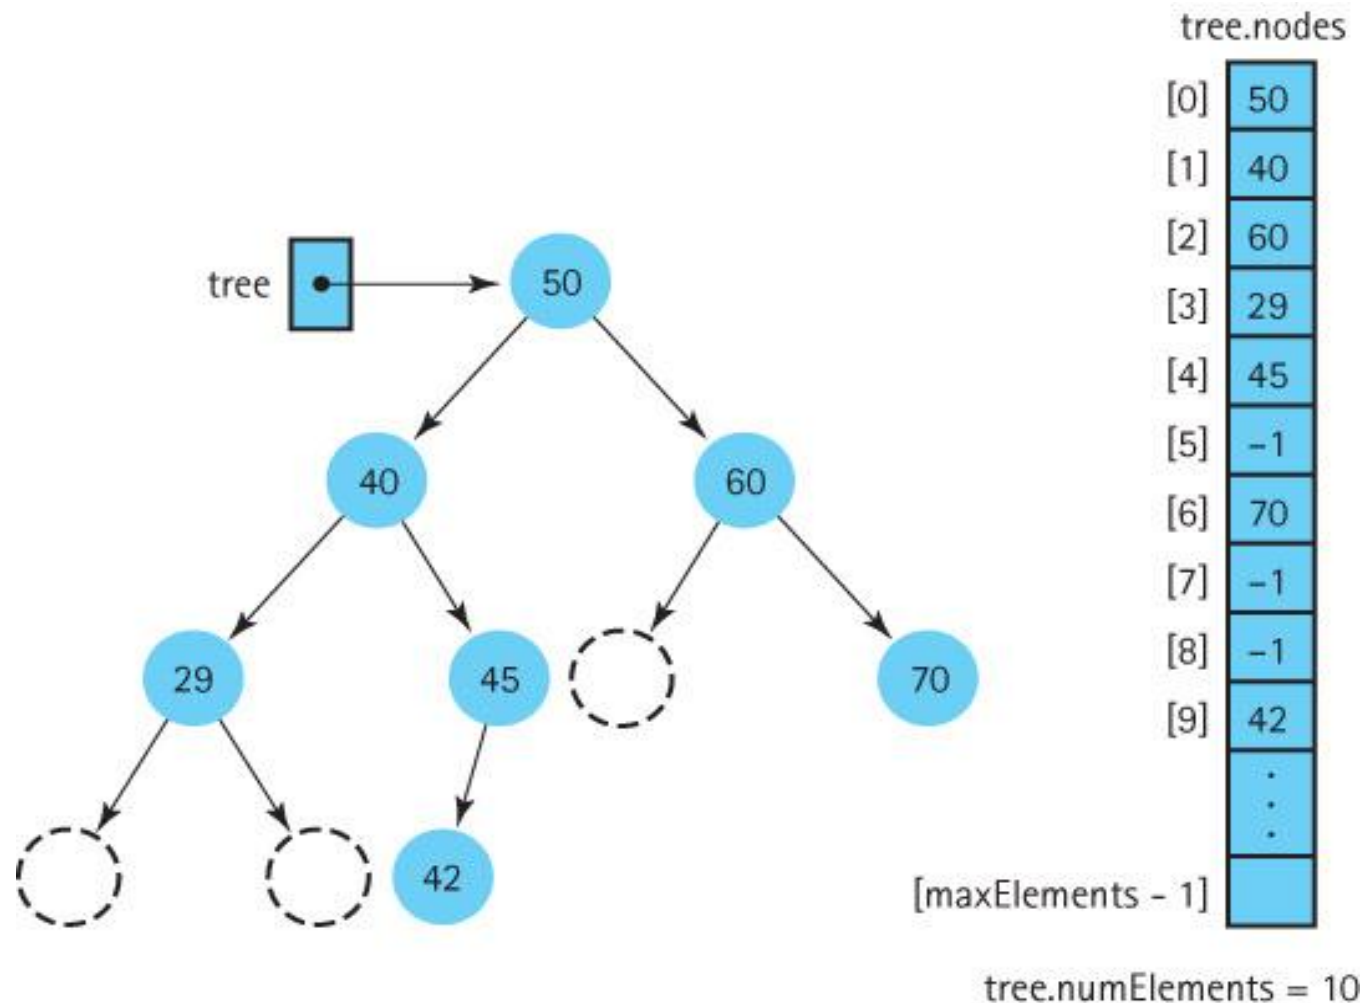 tree.nodes
[0] 50
[1] 40
[2] 60
[3] 29
[4] 45
[5] –1
[6] 70
[7] –1
[8] –1
[9] 42
[maxElements - 1]
tree.numElements = 10
tree
50
40 60
29 45 70
42